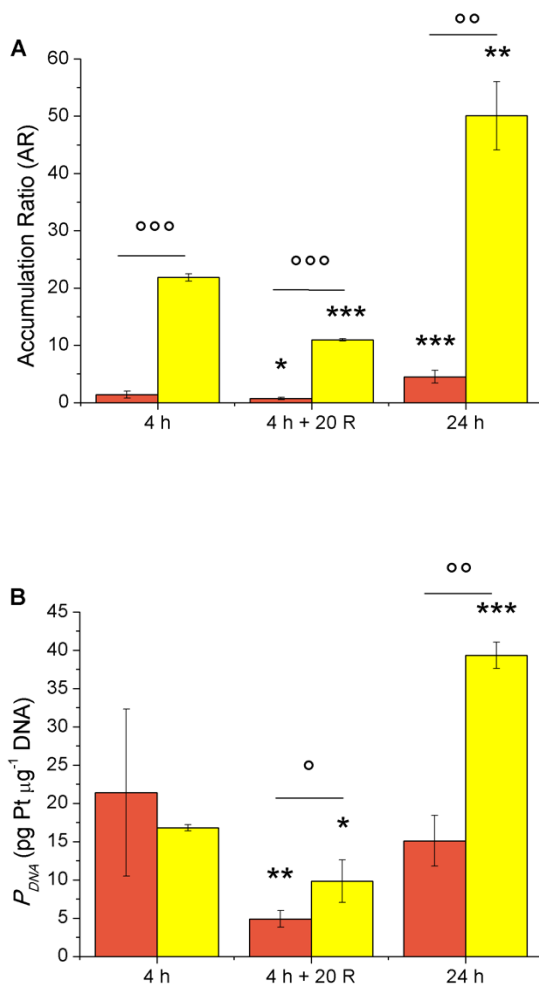 A
Accumulation Ratio (AR)
60
50
40
30
20
10
0
°°°
°°°
°°
*
***
***
**
4 h
4 h + 20 R
24 h
B
P_DNA (pg Pt µg⁻¹ DNA)
45
40
35
30
25
20
15
10
5
0
°
°°
**
*
***
4 h
4 h + 20 R
24 h